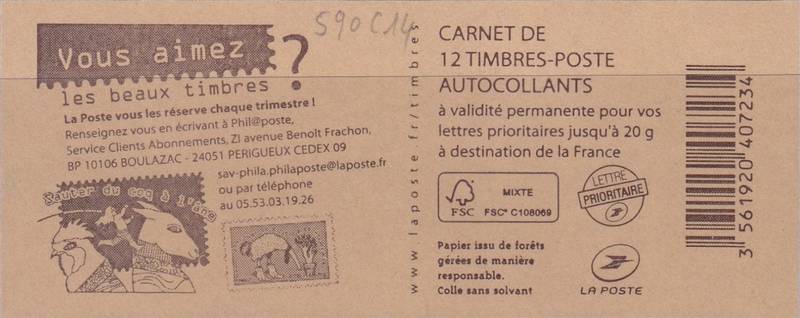 590C14
Vous aimez ?
les beaux timbres
La Poste vous les réserve chaque trimestre !
Renseignez vous en écrivant à Phil@poste,
Service Clients Abonnements, ZI avenue Benoît Frachon,
BP 10106 BOULAZAC - 24051 PERIGUEUX CEDEX 09
sav-phila.philaposte@laposte.fr
ou par téléphone
au 05.53.03.19.26
Sauter du coq à l'âne
www.laposte.fr/timbres
CARNET DE
12 TIMBRES-POSTE
AUTOCOLLANTS
à validité permanente pour vos
lettres prioritaires jusqu'à 20 g
à destination de la France
FSC
MIXTE
FSC® C108069
LETTRE
PRIORITAIRE
Papier issu de forêts
gérées de manière
responsable.
Colle sans solvant
LA POSTE
3 561920 407234